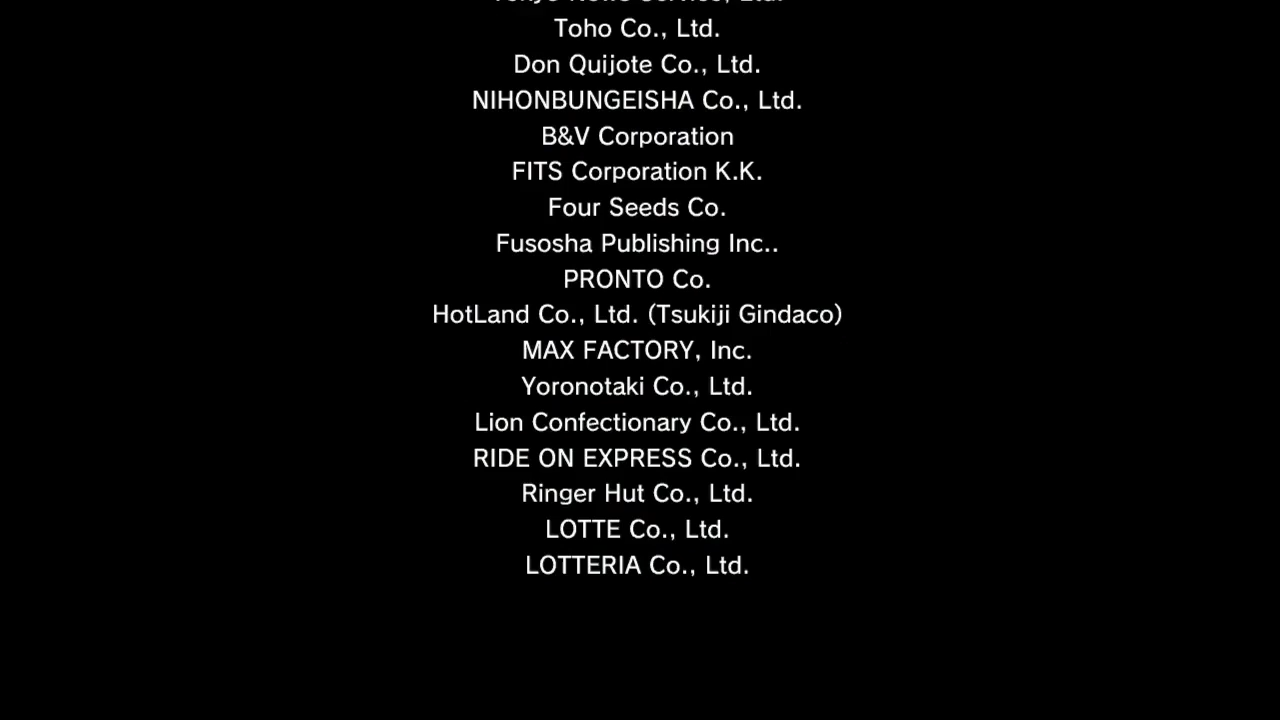 Toho Co., Ltd.
Don Quijote Co., Ltd.
NIHONBUNGEISHA Co., Ltd.
B&V Corporation
FITS Corporation K.K.
Four Seeds Co.
Fusosha Publishing Inc..
PRONTO Co.
HotLand Co., Ltd. (Tsukiji Gindaco)
MAX FACTORY, Inc.
Yoronotaki Co., Ltd.
Lion Confectionary Co., Ltd.
RIDE ON EXPRESS Co., Ltd.
Ringer Hut Co., Ltd.
LOTTE Co., Ltd.
LOTTERIA Co., Ltd.